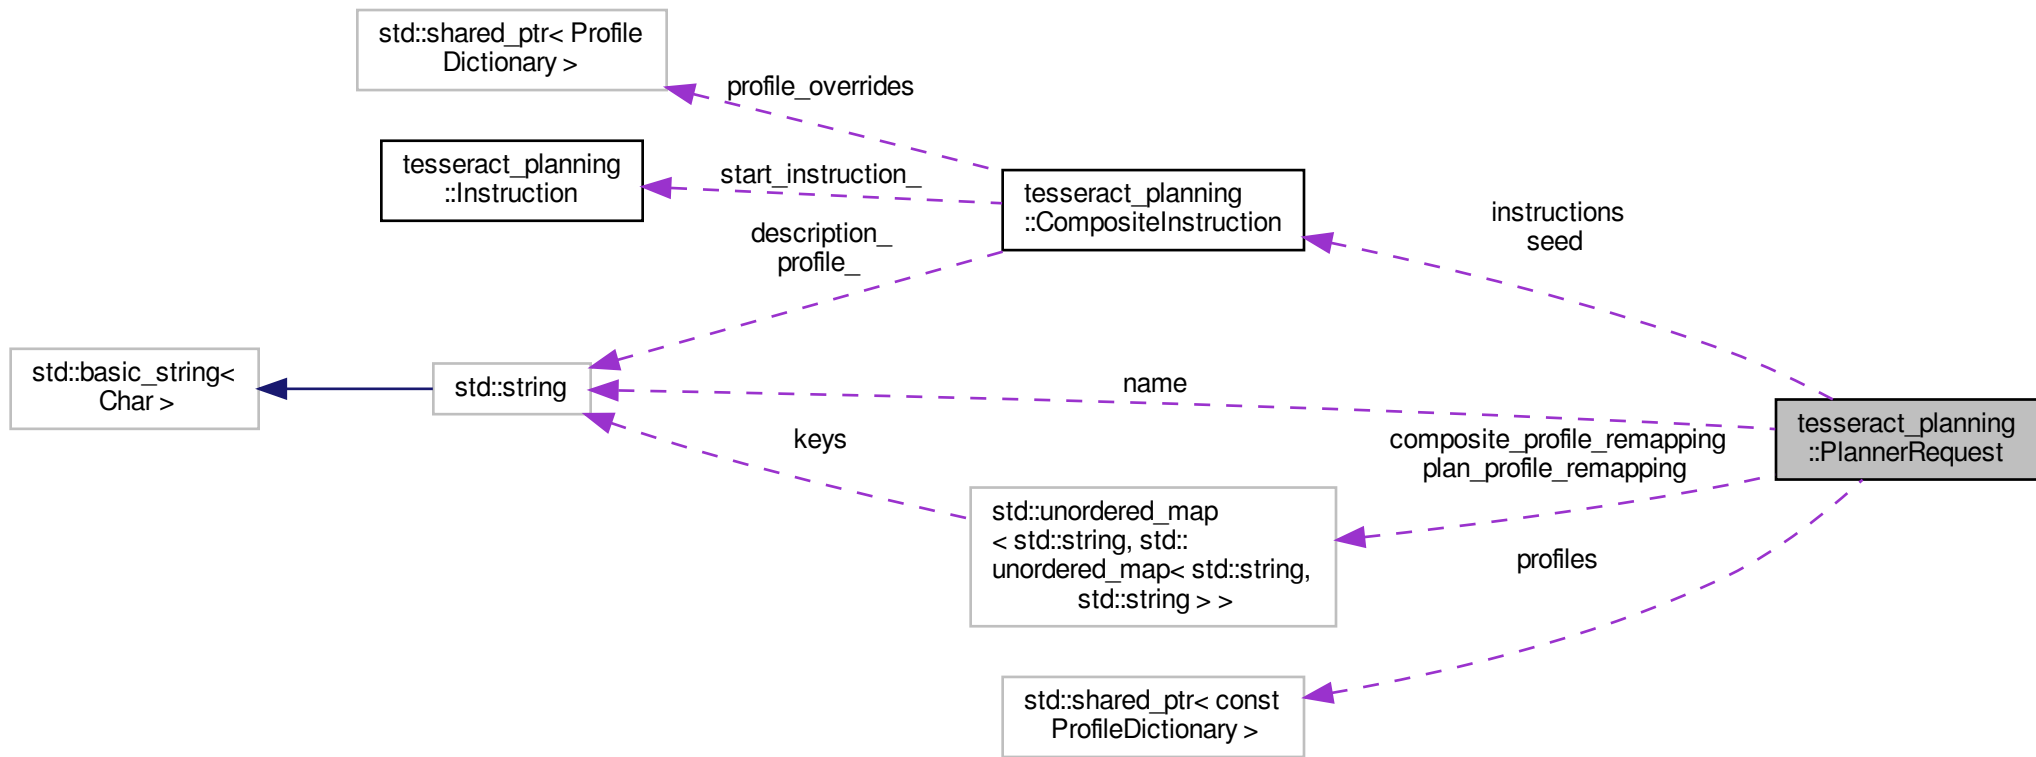 std::shared_ptr< Profile
Dictionary >
profile_overrides
tesseract_planning
::Instruction
start_instruction_
tesseract_planning
::CompositeInstruction
instructions
seed
description_
profile_
std::basic_string<
Char >
std::string
name
tesseract_planning
::PlannerRequest
keys
composite_profile_remapping
plan_profile_remapping
std::unordered_map
< std::string, std::
unordered_map< std::string,
std::string > >
profiles
std::shared_ptr< const
ProfileDictionary >